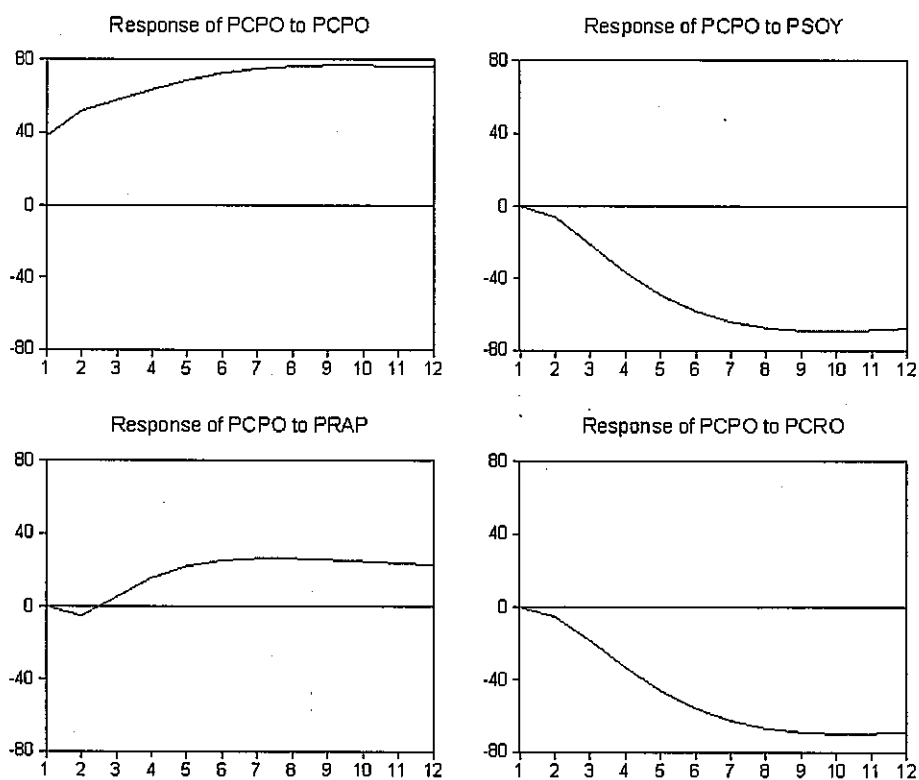 Response of PCPO to PCPO
80
40
0
-40
-80
1 2 3 4 5 6 7 8 9 10 11 12
Response of PCPO to PSOY
80
40
0
-40
-80
1 2 3 4 5 6 7 8 9 10 11 12
Response of PCPO to PRAP
80
40
0
-40
-80
1 2 3 4 5 6 7 8 9 10 11 12
Response of PCPO to PCRO
80
40
0
-40
-80
1 2 3 4 5 6 7 8 9 10 11 12